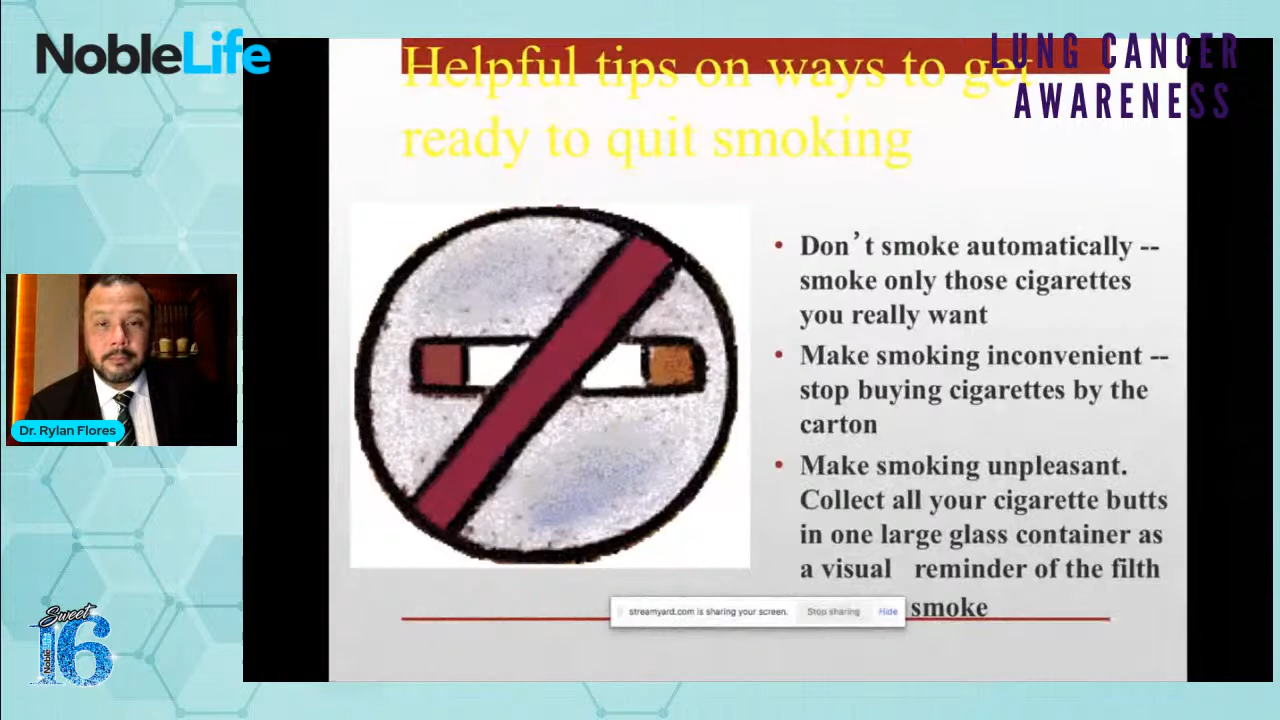 NobleLife
LUNG CANCER
AWARENESS
Helpful tips on ways to get
ready to quit smoking
• Don’t smoke automatically --
smoke only those cigarettes
you really want
• Make smoking inconvenient --
stop buying cigarettes by the
carton
• Make smoking unpleasant.
Collect all your cigarette butts
in one large glass container as
a visual reminder of the filth
smoke
streamyard.com is sharing your screen. Stop sharing Hide
Dr. Rylan Flores
Sweet
16
NobleLife